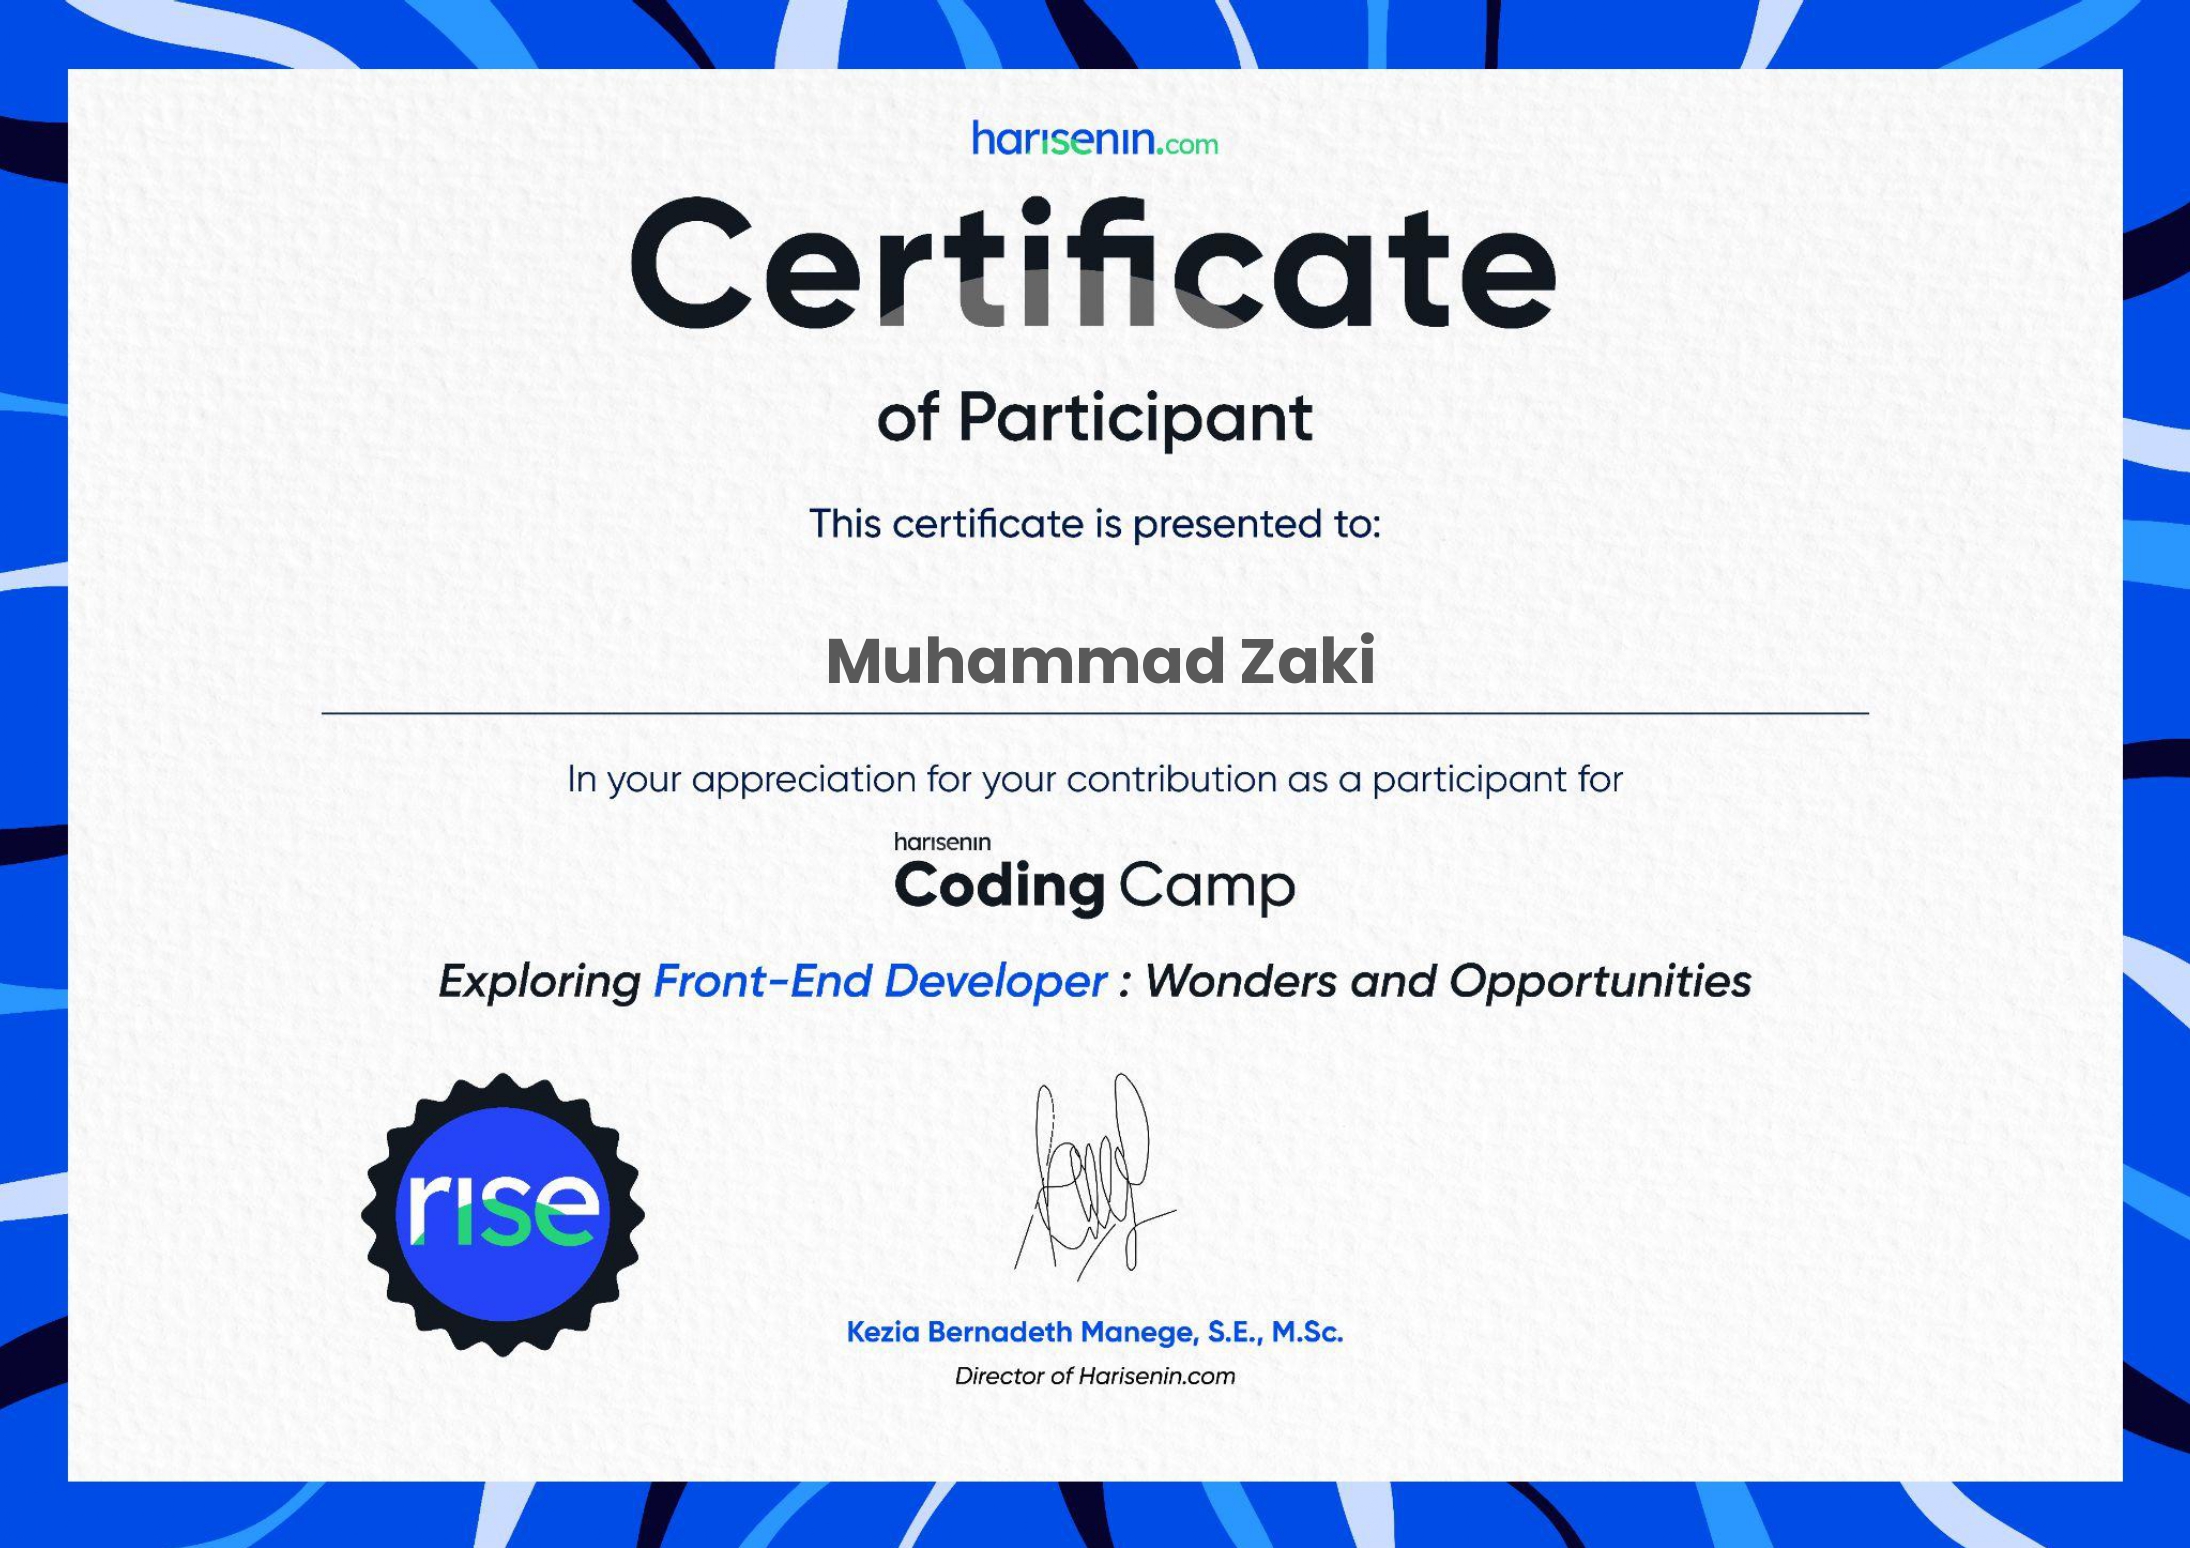 harisenin.com
Certificate
of Participant
This certificate is presented to:
Muhammad Zaki
In your appreciation for your contribution as a participant for
harisenin
Coding Camp
Exploring Front-End Developer : Wonders and Opportunities
rise
Kezia Bernadeth Manege, S.E., M.Sc.
Director of Harisenin.com